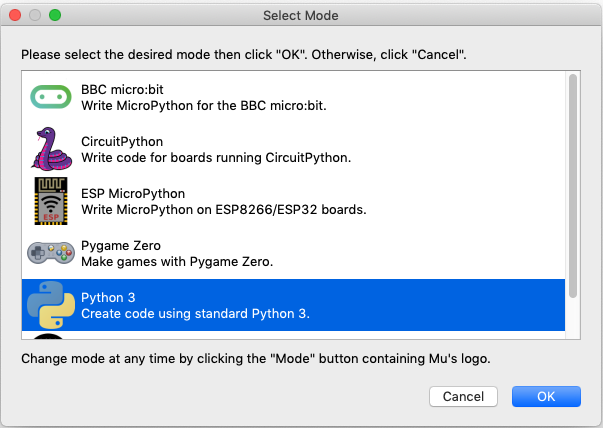 Select Mode
Please select the desired mode then click "OK". Otherwise, click "Cancel".
BBC micro:bit
Write MicroPython for the BBC micro:bit.
CircuitPython
Write code for boards running CircuitPython.
ESP MicroPython
Write MicroPython on ESP8266/ESP32 boards.
ESP
Pygame Zero
Make games with Pygame Zero.
Python 3
Create code using standard Python 3.
Change mode at any time by clicking the "Mode" button containing Mu's logo.
Cancel
OK